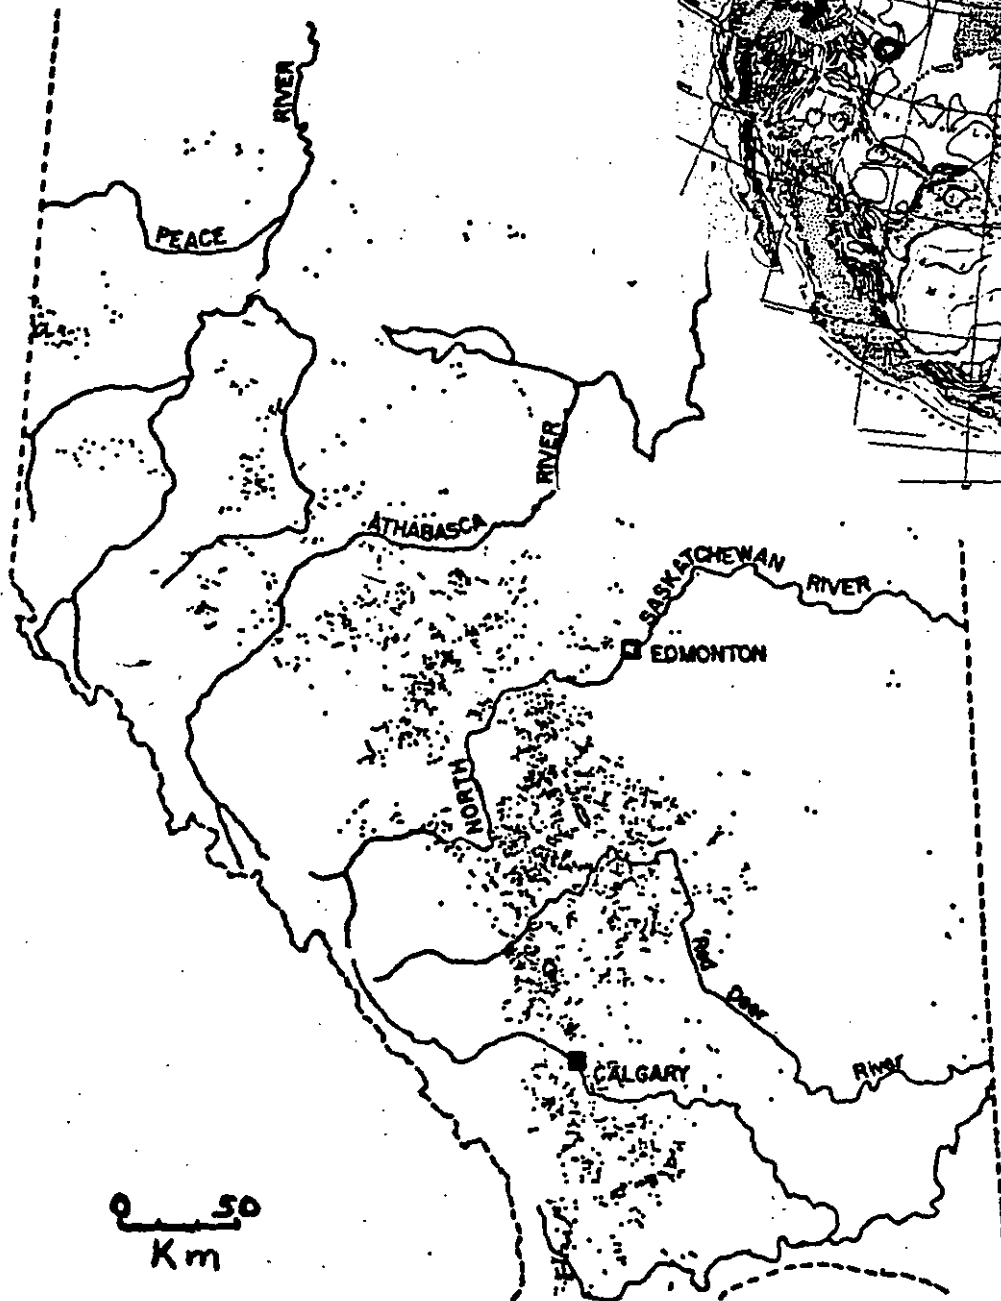 RIVER
PEACE
RIVER
ATHABASCA
SASKATCHEWAN
RIVER
EDMONTON
NORTH
Red
Deer
River
CALGARY
0 50
Km